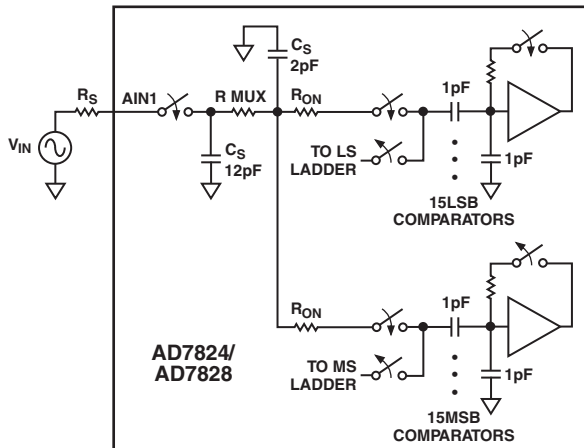 C_S
2pF
R_S
AIN1
R MUX
R_ON
1pF
V_IN
C_S
12pF
TO LS
LADDER
1pF
15LSB
COMPARATORS
R_ON
1pF
AD7824/
AD7828
TO MS
LADDER
1pF
15MSB
COMPARATORS